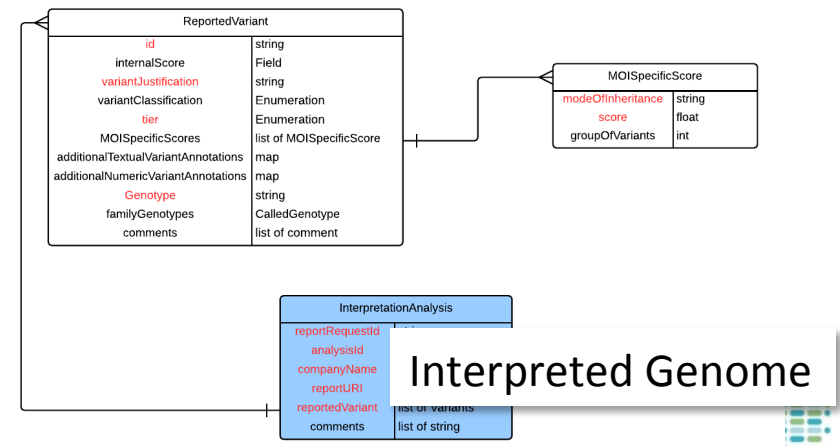 ReportedVariant
id string
internalScore Field
variantJustification string
variantClassification Enumeration
tier Enumeration
MOISpecificScores list of MOISpecificScore
additionalTextualVariantAnnotations map
additionalNumericVariantAnnotations map
Genotype string
familyGenotypes CalledGenotype
comments list of comment
MOISpecificScore
modeOfInheritance string
score float
groupOfVariants int
InterpretationAnalysis
reportRequestId
analysisId
companyName
reportURI
reportedVariant list of variants
comments list of string
Interpreted Genome